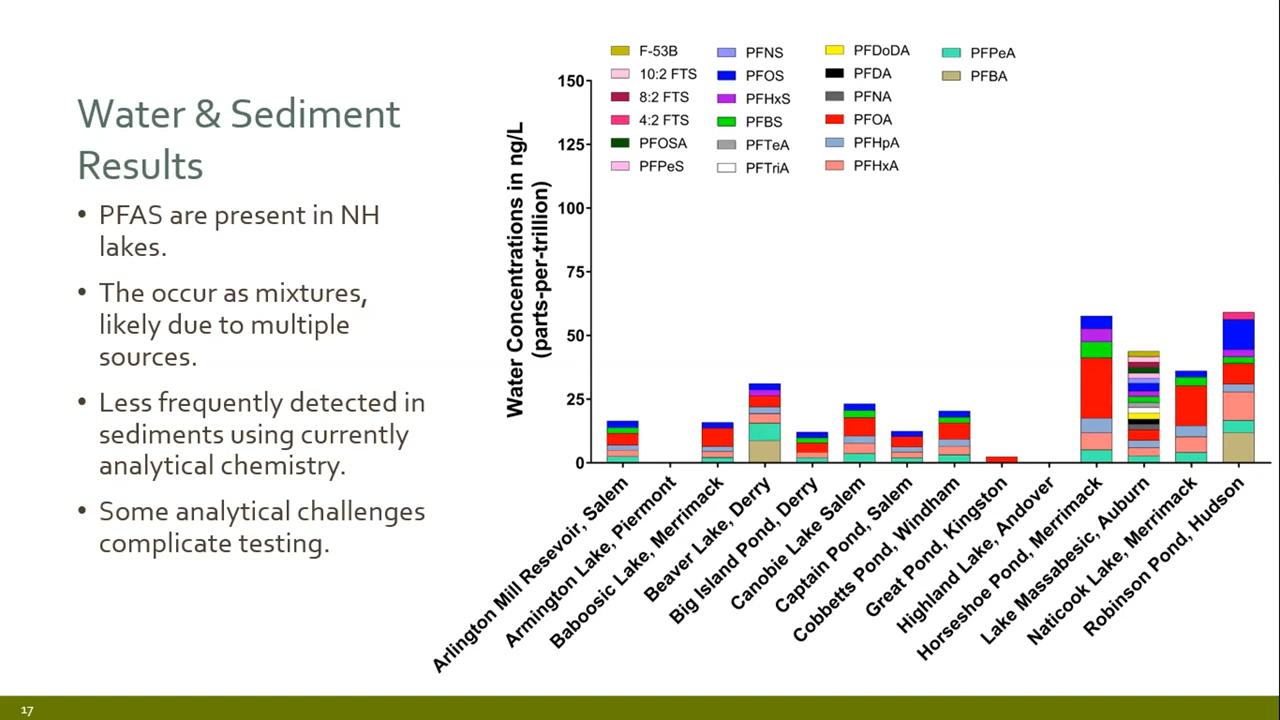 Water & Sediment
Results
• PFAS are present in NH
lakes.
• The occur as mixtures,
likely due to multiple
sources.
• Less frequently detected in
sediments using currently
analytical chemistry.
• Some analytical challenges
complicate testing.
Water Concentrations in ng/L
(parts-per-trillion)
150
125
100
75
50
25
0
F-53B
10:2 FTS
8:2 FTS
4:2 FTS
PFOSA
PFPeS
PFNS
PFOS
PFHxS
PFBS
PFTeA
PFTriA
PFDoDA
PFDA
PFNA
PFOA
PFHpA
PFHxA
PFPeA
PFBA
Arlington Mill Resevoir, Salem
Armington Lake, Piermont
Baboosic Lake, Merrimack
Beaver Lake, Derry
Big Island Pond, Derry
Canobie Lake Salem
Captain Pond, Salem
Cobbetts Pond, Windham
Great Pond, Kingston
Highland Lake, Andover
Horseshoe Pond, Merrimack
Lake Massabesic, Auburn
Naticook Lake, Merrimack
Robinson Pond, Hudson
17